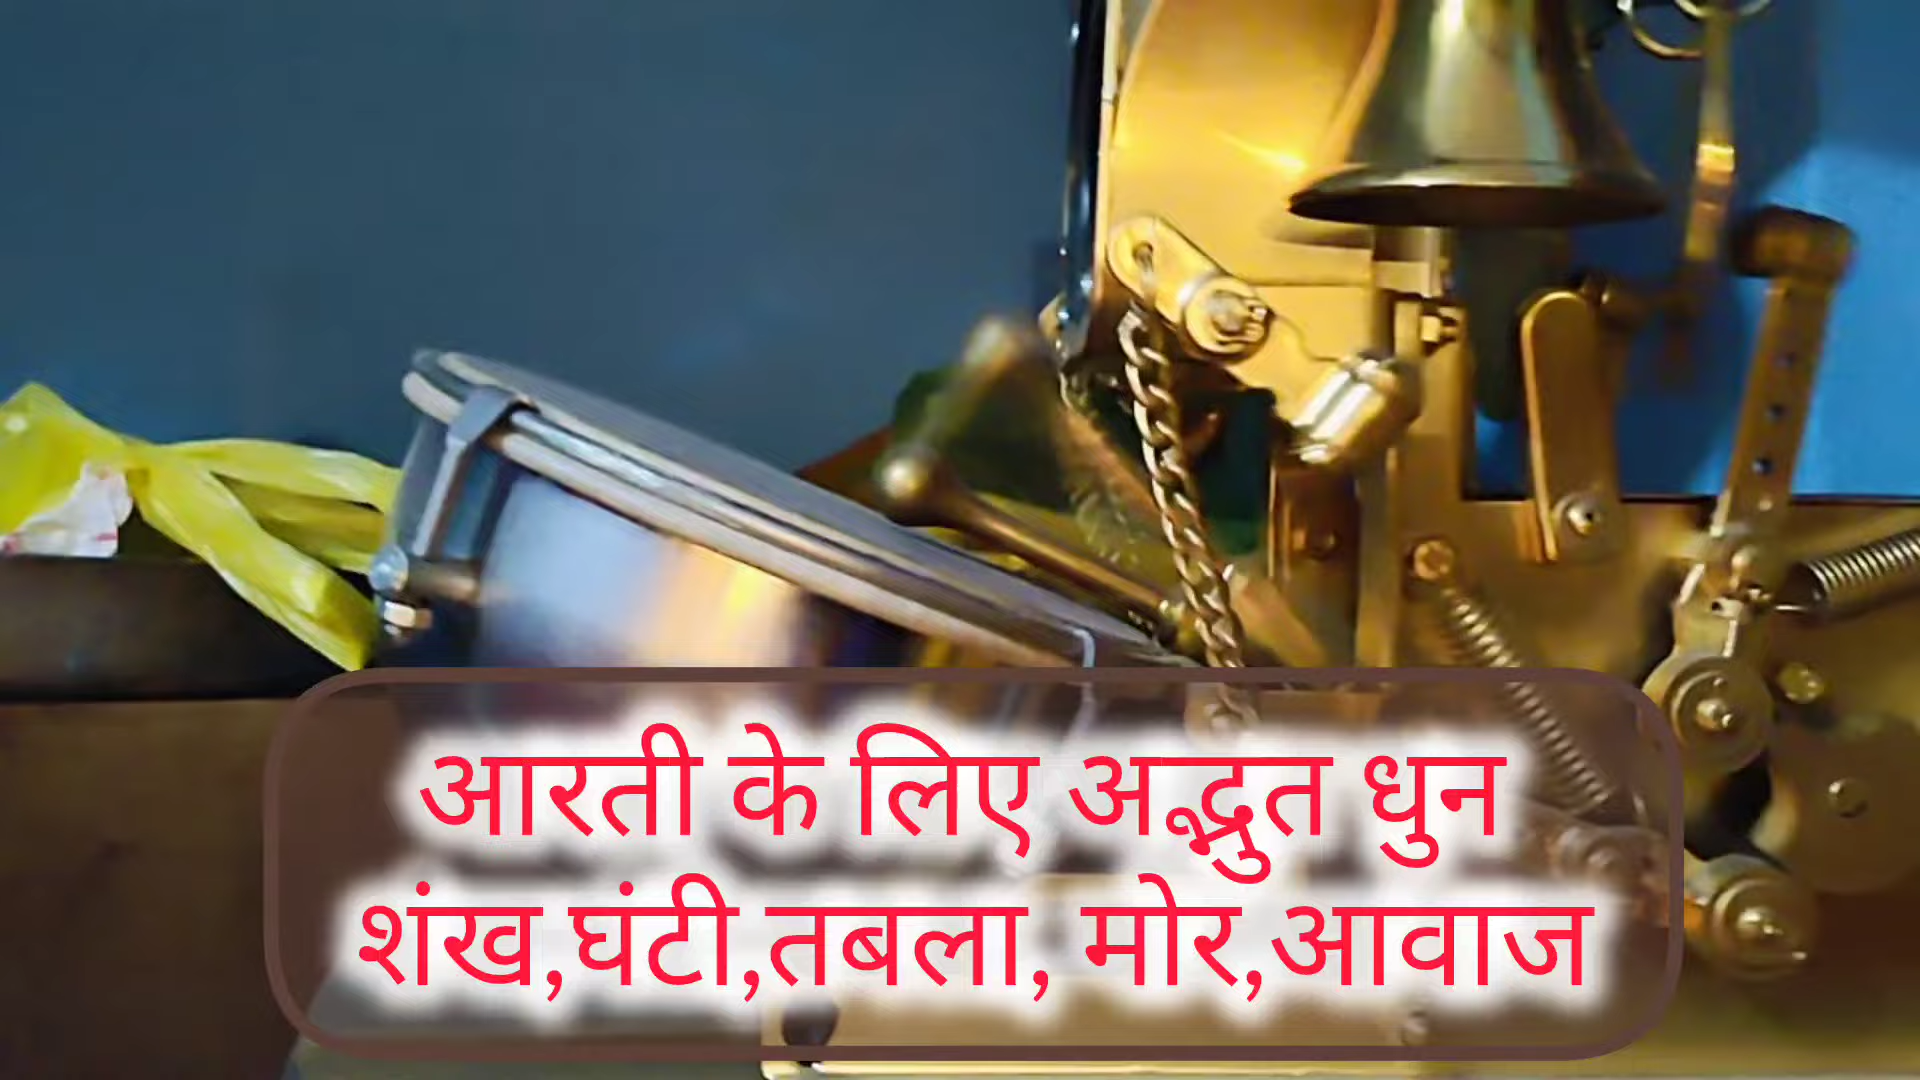 आरती के लिए अद्भुत धुन
शंख,घंटी,तबला, मोर,आवाज